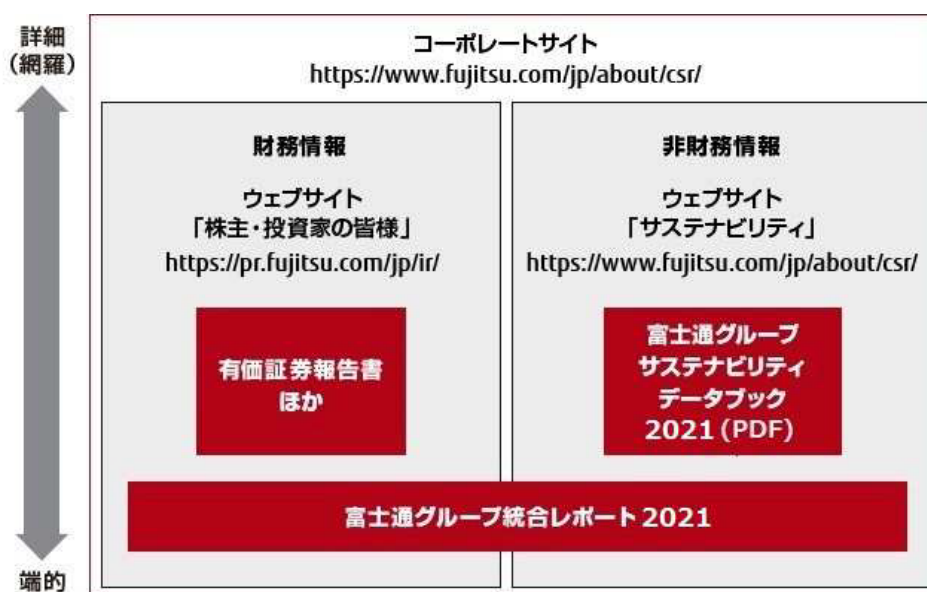 詳細
(網羅)
コーポレートサイト
https://www.fujitsu.com/jp/about/csr/
財務情報
ウェブサイト
「株主・投資家の皆様」
https://pr.fujitsu.com/jp/ir/
有価証券報告書
ほか
非財務情報
ウェブサイト
「サステナビリティ」
https://www.fujitsu.com/jp/about/csr/
富士通グループ
サステナビリティ
データブック
2021(PDF)
富士通グループ統合レポート2021
端的